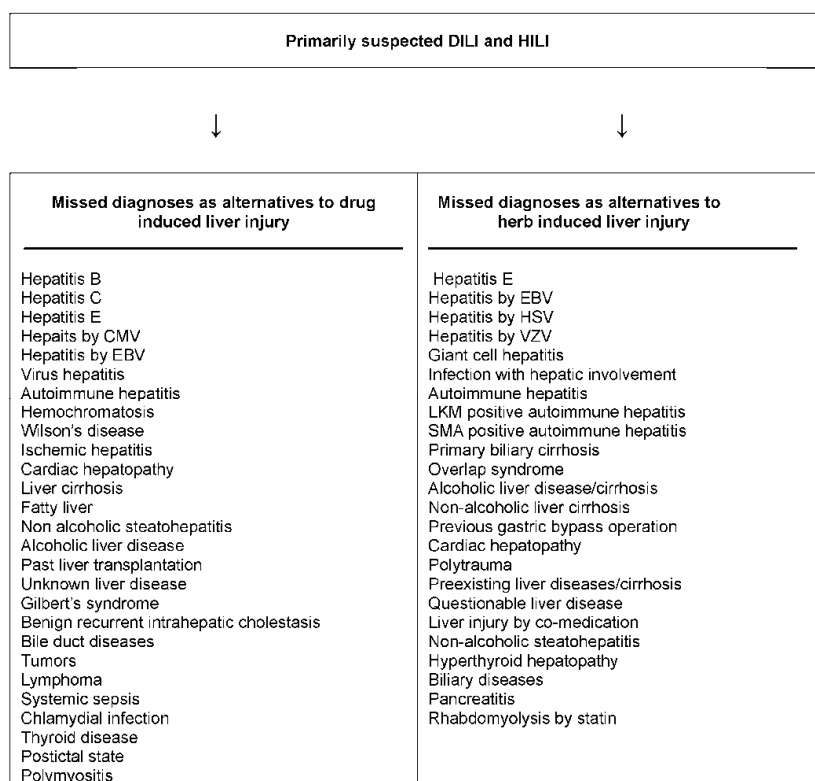 Primarily suspected DILI and HILI
↓ ↓
Missed diagnoses as alternatives to drug
induced liver injury
Hepatitis B
Hepatitis C
Hepatitis E
Hepaits by CMV
Hepatitis by EBV
Virus hepatitis
Autoimmune hepatitis
Hemochromatosis
Wilson's disease
Ischemic hepatitis
Cardiac hepatopathy
Liver cirrhosis
Fatty liver
Non alcoholic steatohepatitis
Alcoholic liver disease
Past liver transplantation
Unknown liver disease
Gilbert's syndrome
Benign recurrent intrahepatic cholestasis
Bile duct diseases
Tumors
Lymphoma
Systemic sepsis
Chlamydial infection
Thyroid disease
Postictal state
Polymyositis
Missed diagnoses as alternatives to
herb induced liver injury
Hepatitis E
Hepatitis by EBV
Hepatitis by HSV
Hepatitis by VZV
Giant cell hepatitis
Infection with hepatic involvement
Autoimmune hepatitis
LKM positive autoimmune hepatitis
SMA positive autoimmune hepatitis
Primary biliary cirrhosis
Overlap syndrome
Alcoholic liver disease/cirrhosis
Non-alcoholic liver cirrhosis
Previous gastric bypass operation
Cardiac hepatopathy
Polytrauma
Preexisting liver diseases/cirrhosis
Questionable liver disease
Liver injury by co-medication
Non-alcoholic steatohepatitis
Hyperthyroid hepatopathy
Biliary diseases
Pancreatitis
Rhabdomyolysis by statin